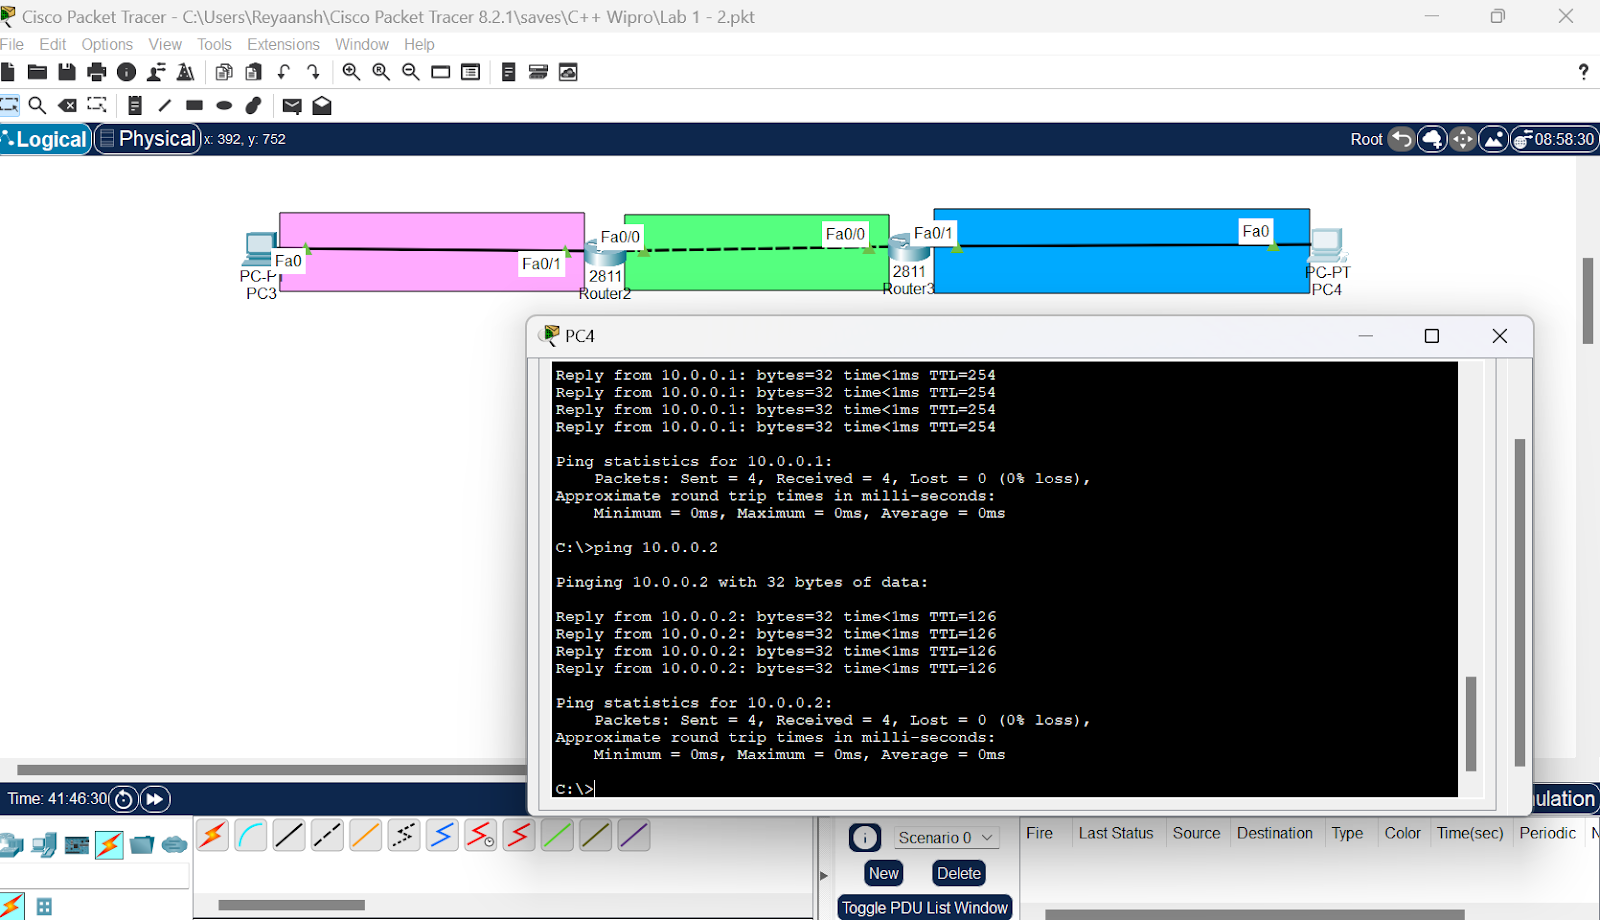 Cisco Packet Tracer - C:\Users\Reyaansh\Cisco Packet Tracer 8.2.1\saves\C++ Wipro\Lab 1 - 2.pkt
File Edit Options View Tools Extensions Window Help
?
Logical Physical x: 392, y: 752 Root 08:58:30
Fa0/0 Fa0/0 Fa0/1 Fa0
Fa0 Fa0/1
PC-P 2811 2811 PC-PT
PC3 Router2 Router3 PC4
PC4
Reply from 10.0.0.1: bytes=32 time<1ms TTL=254
Reply from 10.0.0.1: bytes=32 time<1ms TTL=254
Reply from 10.0.0.1: bytes=32 time<1ms TTL=254
Reply from 10.0.0.1: bytes=32 time<1ms TTL=254
Ping statistics for 10.0.0.1:
Packets: Sent = 4, Received = 4, Lost = 0 (0% loss),
Approximate round trip times in milli-seconds:
Minimum = 0ms, Maximum = 0ms, Average = 0ms
C:\>ping 10.0.0.2
Pinging 10.0.0.2 with 32 bytes of data:
Reply from 10.0.0.2: bytes=32 time<1ms TTL=126
Reply from 10.0.0.2: bytes=32 time<1ms TTL=126
Reply from 10.0.0.2: bytes=32 time<1ms TTL=126
Reply from 10.0.0.2: bytes=32 time<1ms TTL=126
Ping statistics for 10.0.0.2:
Packets: Sent = 4, Received = 4, Lost = 0 (0% loss),
Approximate round trip times in milli-seconds:
Minimum = 0ms, Maximum = 0ms, Average = 0ms
C:\>
Time: 41:46:30 ulation
Scenario 0 Fire Last Status Source Destination Type Color Time(sec) Periodic N
New Delete
Toggle PDU List Window